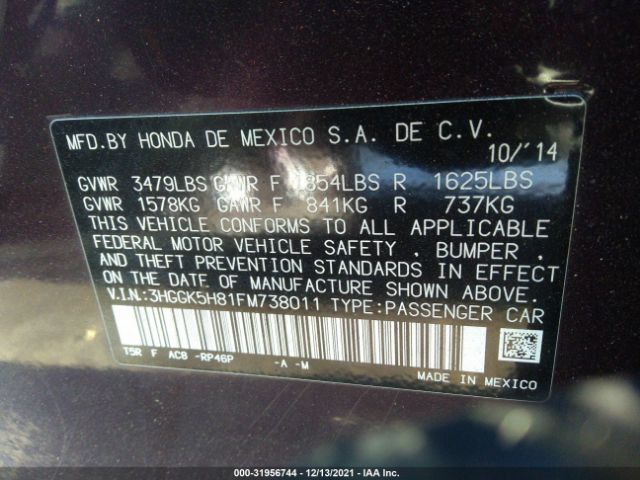 MFD.BY HONDA DE MEXICO S.A. DE C.V.
10/'14
GVWR 3479LBS GAWR F 1854LBS R 1625LBS
GVWR 1578KG GAWR F 841KG R 737KG
THIS VEHICLE CONFORMS TO ALL APPLICABLE
FEDERAL MOTOR VEHICLE SAFETY , BUMPER ,
AND THEFT PREVENTION STANDARDS IN EFFECT
ON THE DATE OF MANUFACTURE SHOWN ABOVE.
V.I.N.:3HGGK5H81FM738011 TYPE:PASSENGER CAR
T5R F AC8 -RP46P -A -M
MADE IN MEXICO
000-31956744 | 12/13/2021 | IAA Inc.